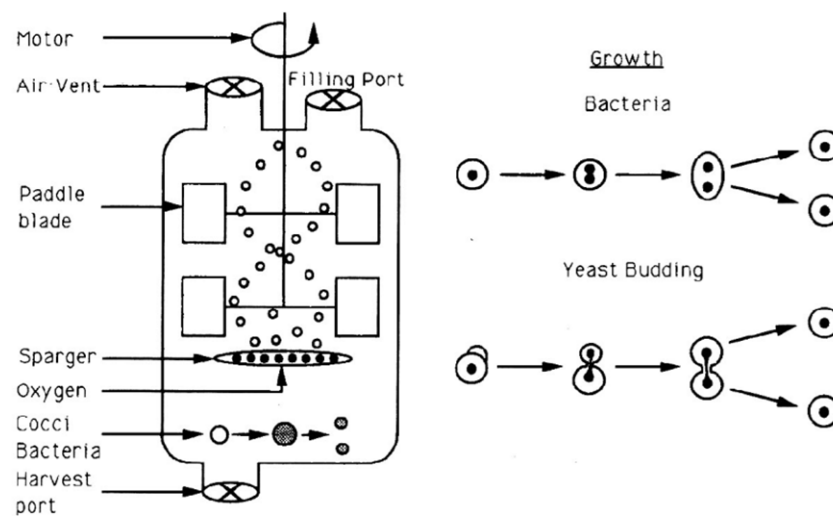 Motor
Air-Vent
Filling Port
Paddle
blade
Sparger
Oxygen
Cocci
Bacteria
Harvest
port
Growth
Bacteria
Yeast Budding